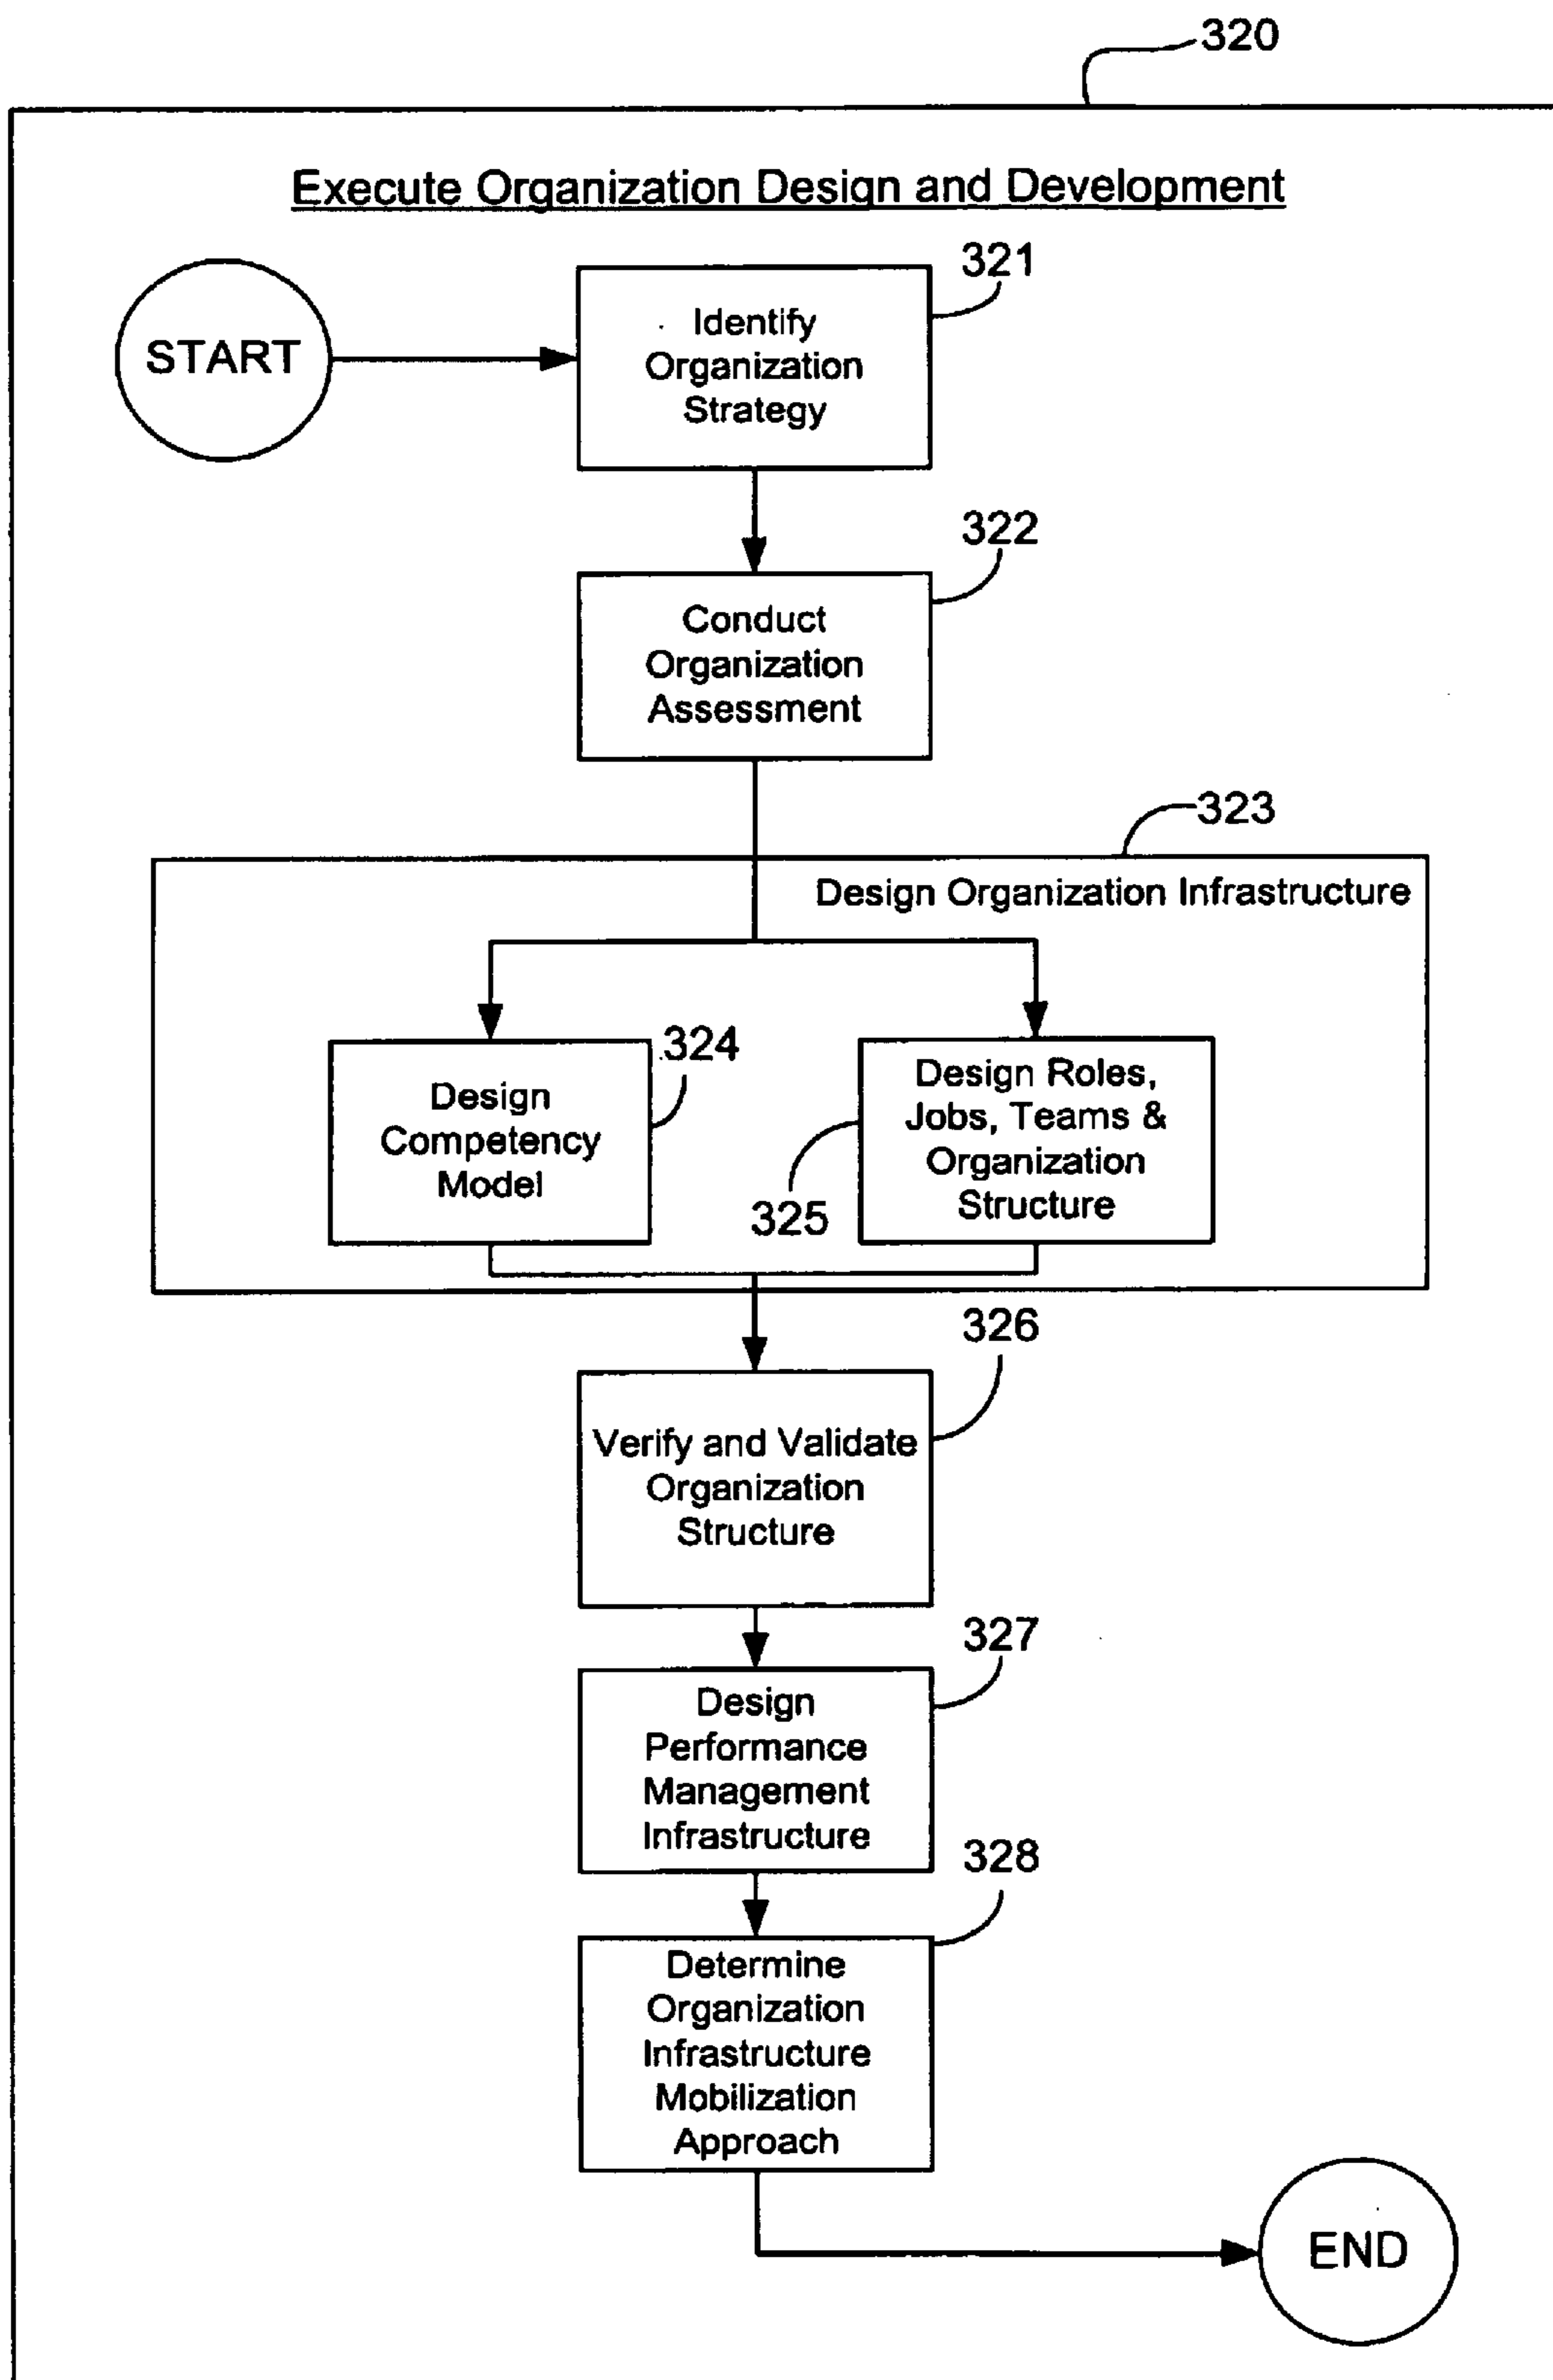 320
Execute Organization Design and Development
321
START
Identify
Organization
Strategy
322
Conduct
Organization
Assessment
323
Design Organization Infrastructure
324
Design
Competency
Model
Design Roles,
Jobs, Teams &
Organization
Structure
325
326
Verify and Validate
Organization
Structure
327
Design
Performance
Management
Infrastructure
328
Determine
Organization
Infrastructure
Mobilization
Approach
END